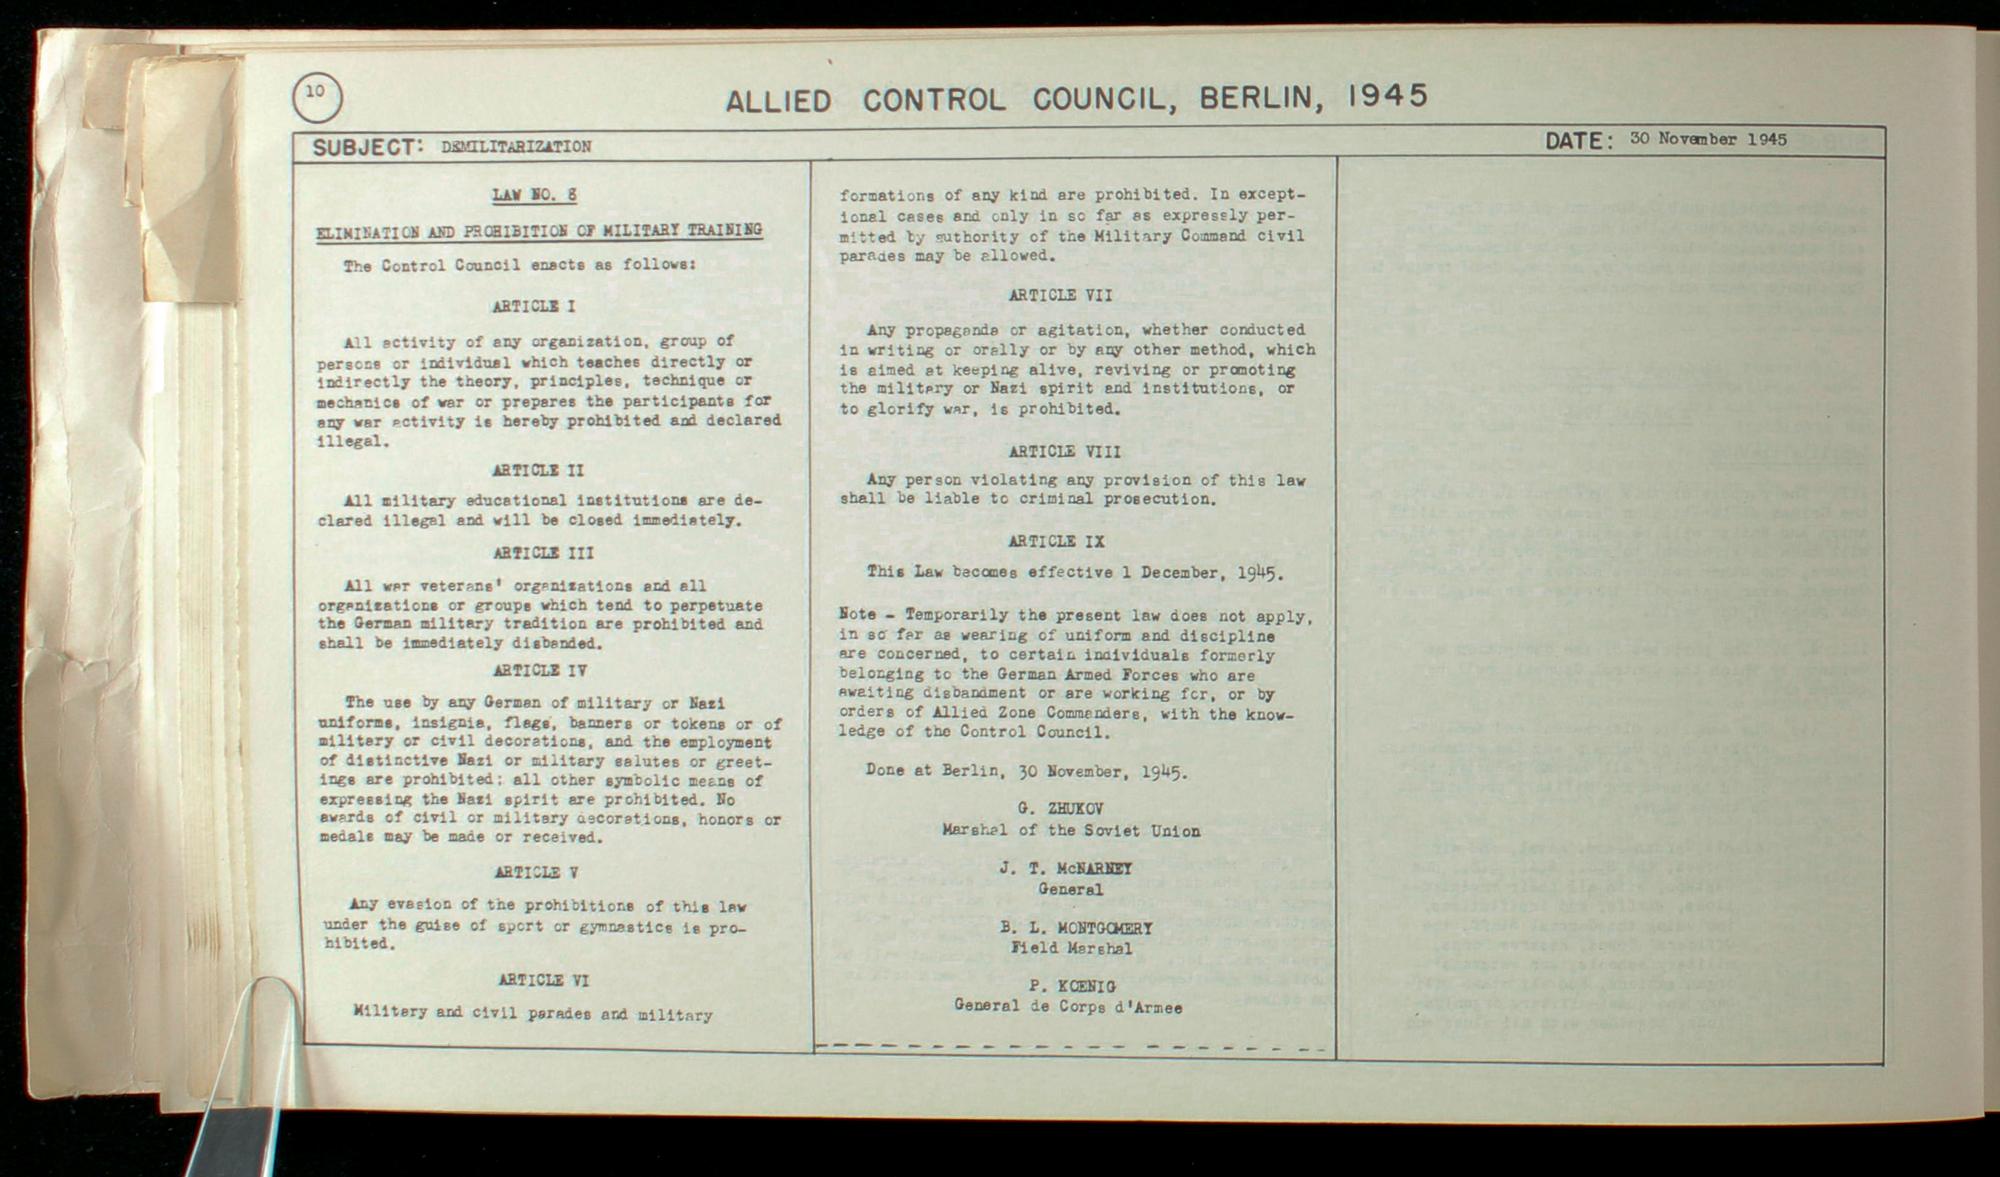 10
ALLIED CONTROL COUNCIL, BERLIN, 1945
SUBJECT: DEMILITARIZATION
DATE: 30 November 1945
LAW NO. 8
ELIMINATION AND PROHIBITION OF MILITARY TRAINING
The Control Council enacts as follows:
ARTICLE I
All activity of any organization, group of
persons or individual which teaches directly or
indirectly the theory, principles, technique or
mechanics of war or prepares the participants for
any war activity is hereby prohibited and declared
illegal.
ARTICLE II
All military educational institutions are de-
clared illegal and will be closed immediately.
ARTICLE III
All war veterans' organizations and all
organizations or groups which tend to perpetuate
the German military tradition are prohibited and
shall be immediately disbanded.
ARTICLE IV
The use by any German of military or Nazi
uniforms, insignia, flags, banners or tokens or of
military or civil decorations, and the employment
of distinctive Nazi or military salutes or greet-
ings are prohibited: all other symbolic means of
expressing the Nazi spirit are prohibited. No
awards of civil or military decorations, honors or
medals may be made or received.
ARTICLE V
Any evasion of the prohibitions of this law
under the guise of sport or gymnastics is pro-
hibited.
ARTICLE VI
Military and civil parades and military
formations of any kind are prohibited. In except-
ional cases and only in so far as expressly per-
mitted by authority of the Military Command civil
parades may be allowed.
ARTICLE VII
Any propaganda or agitation, whether conducted
in writing or orally or by any other method, which
is aimed at keeping alive, reviving or promoting
the military or Nazi spirit and institutions, or
to glorify war, is prohibited.
ARTICLE VIII
Any person violating any provision of this law
shall be liable to criminal prosecution.
ARTICLE IX
This Law becomes effective 1 December, 1945.
Note - Temporarily the present law does not apply,
in so far as wearing of uniform and discipline
are concerned, to certain individuals formerly
belonging to the German Armed Forces who are
awaiting disbandment or are working for, or by
orders of Allied Zone Commanders, with the know-
ledge of the Control Council.
Done at Berlin, 30 November, 1945.
G. ZHUKOV
Marshal of the Soviet Union
J. T. McNARNEY
General
B. L. MONTGOMERY
Field Marshal
P. KOENIG
General de Corps d'Armee